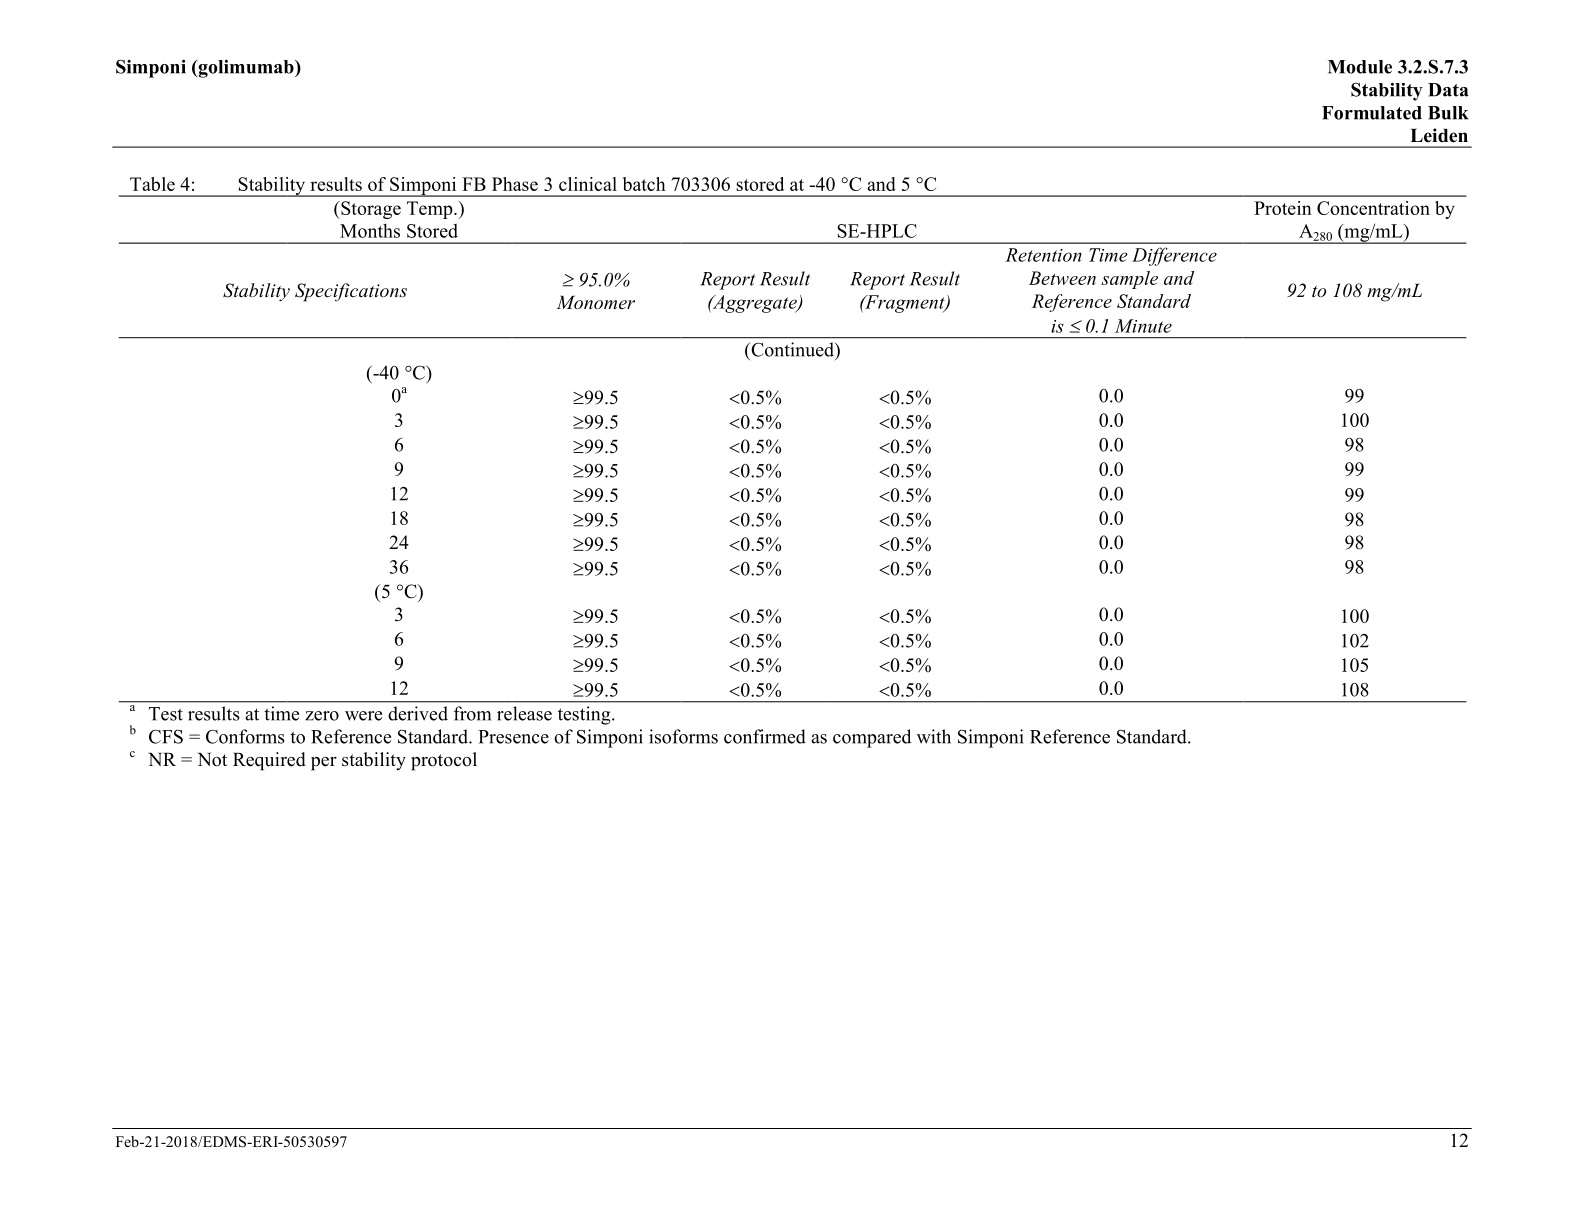 Simponi (golimumab)
Module 3.2.S.7.3
Stability Data
Formulated Bulk
Leiden
Table 4: Stability results of Simponi FB Phase 3 clinical batch 703306 stored at -40 °C and 5 °C
(Storage Temp.)
Months Stored
SE-HPLC
Protein Concentration by
A280 (mg/mL)
Stability Specifications
≥ 95.0%
Monomer
Report Result
(Aggregate)
Report Result
(Fragment)
Retention Time Difference
Between sample and
Reference Standard
is ≤ 0.1 Minute
92 to 108 mg/mL
(Continued)
(-40 °C)
0a ≥99.5 <0.5% <0.5% 0.0 99
3 ≥99.5 <0.5% <0.5% 0.0 100
6 ≥99.5 <0.5% <0.5% 0.0 98
9 ≥99.5 <0.5% <0.5% 0.0 99
12 ≥99.5 <0.5% <0.5% 0.0 99
18 ≥99.5 <0.5% <0.5% 0.0 98
24 ≥99.5 <0.5% <0.5% 0.0 98
36 ≥99.5 <0.5% <0.5% 0.0 98
(5 °C)
3 ≥99.5 <0.5% <0.5% 0.0 100
6 ≥99.5 <0.5% <0.5% 0.0 102
9 ≥99.5 <0.5% <0.5% 0.0 105
12 ≥99.5 <0.5% <0.5% 0.0 108
a Test results at time zero were derived from release testing.
b CFS = Conforms to Reference Standard. Presence of Simponi isoforms confirmed as compared with Simponi Reference Standard.
c NR = Not Required per stability protocol
Feb-21-2018/EDMS-ERI-50530597
12